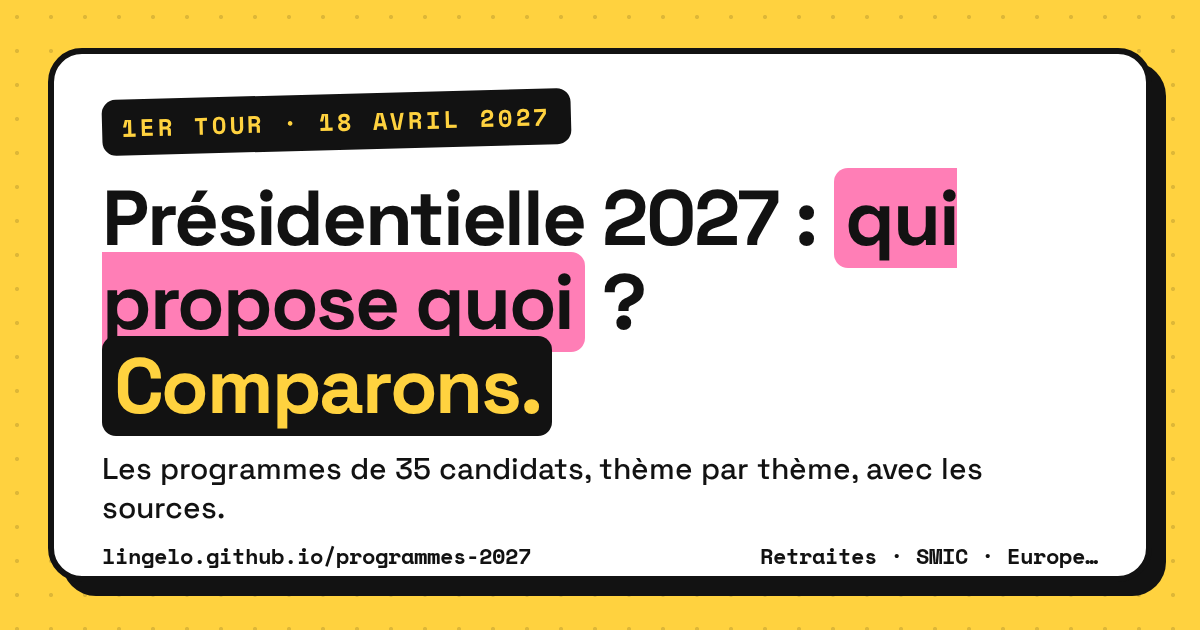 1ER TOUR · 18 AVRIL 2027
Présidentielle 2027 : qui
propose quoi ?
Comparons.
Les programmes de 35 candidats, thème par thème, avec les
sources.
lingelo.github.io/programmes-2027
Retraites · SMIC · Europe…